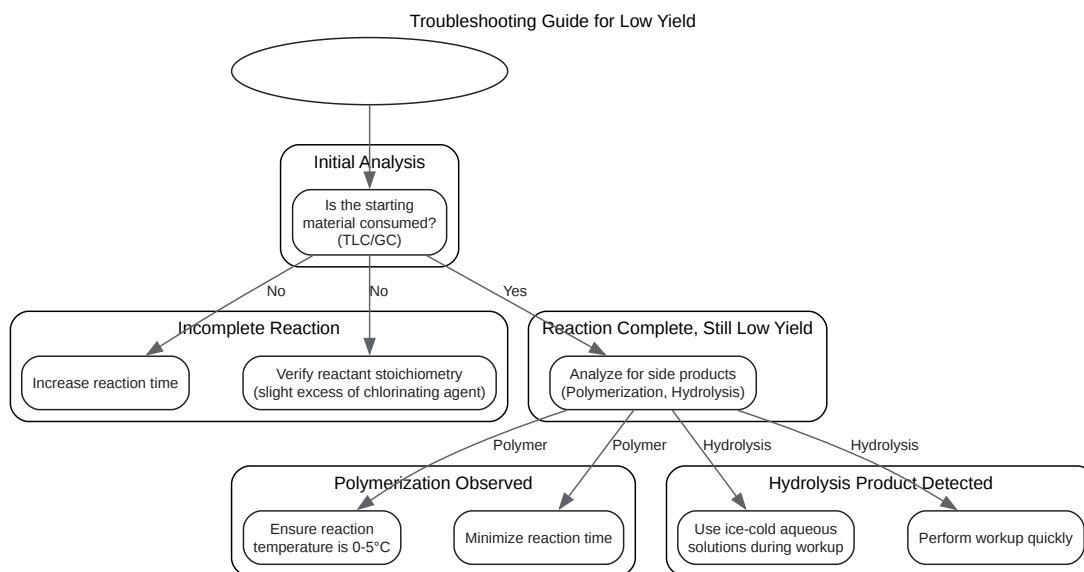 Troubleshooting Guide for Low Yield
Initial Analysis
Is the starting
material consumed?
(TLC/GC)
No
No
Yes
Incomplete Reaction
Increase reaction time
Verify reactant stoichiometry
(slight excess of chlorinating agent)
Reaction Complete, Still Low Yield
Analyze for side products
(Polymerization, Hydrolysis)
Polymer
Polymer
Hydrolysis
Hydrolysis
Polymerization Observed
Ensure reaction
temperature is 0-5°C
Minimize reaction time
Hydrolysis Product Detected
Use ice-cold aqueous
solutions during workup
Perform workup quickly